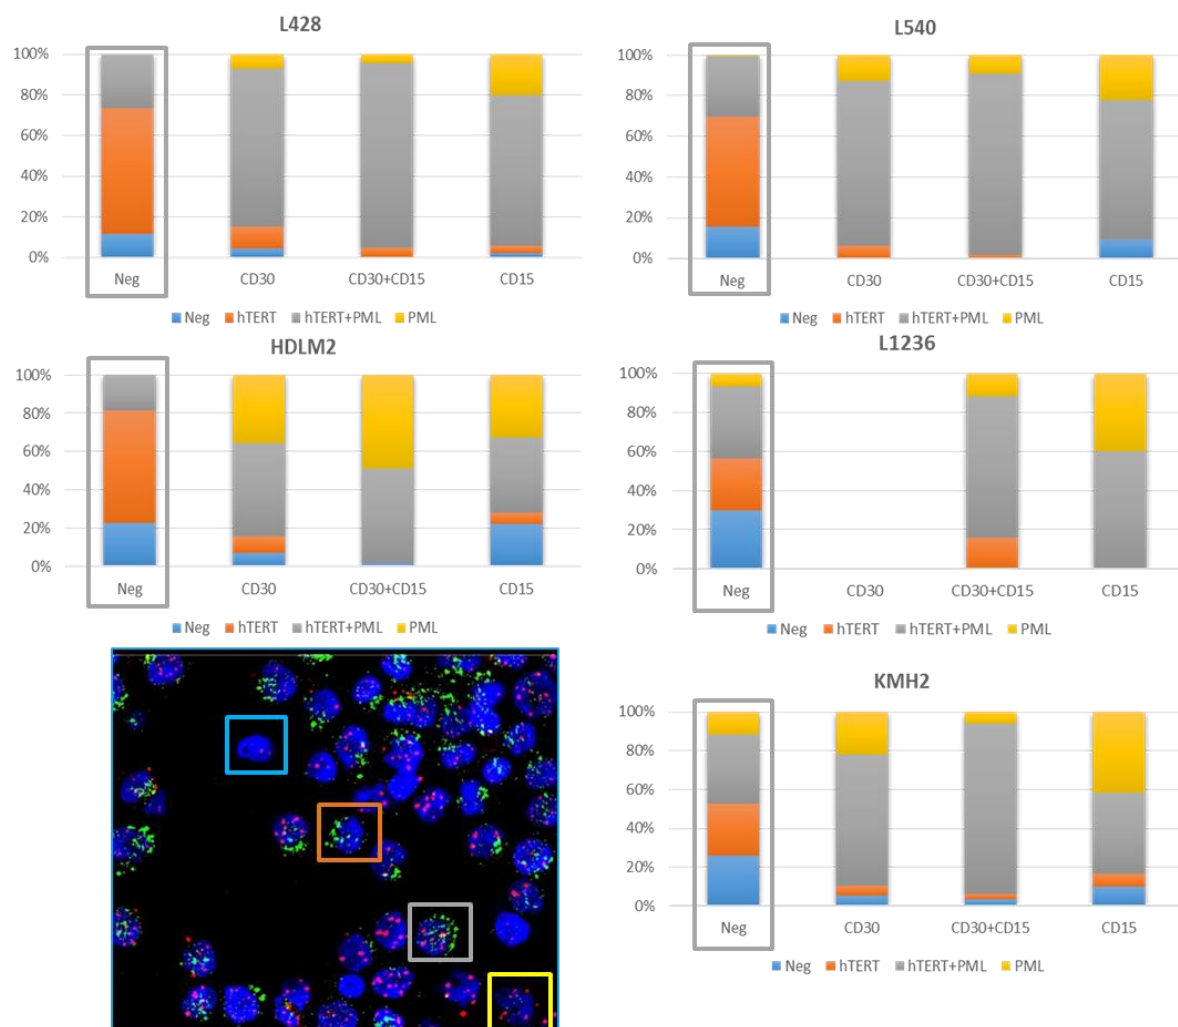 L428
100%
80%
60%
40%
20%
0%
Neg CD30 CD30+CD15 CD15
Neg hTERT hTERT+PML PML
L540
100%
80%
60%
40%
20%
0%
Neg CD30 CD30+CD15 CD15
Neg hTERT hTERT+PML PML
HDLM2
100%
80%
60%
40%
20%
0%
Neg CD30 CD30+CD15 CD15
Neg hTERT hTERT+PML PML
L1236
100%
80%
60%
40%
20%
0%
Neg CD30 CD30+CD15 CD15
Neg hTERT hTERT+PML PML
KMH2
100%
80%
60%
40%
20%
0%
Neg CD30 CD30+CD15 CD15
Neg hTERT hTERT+PML PML